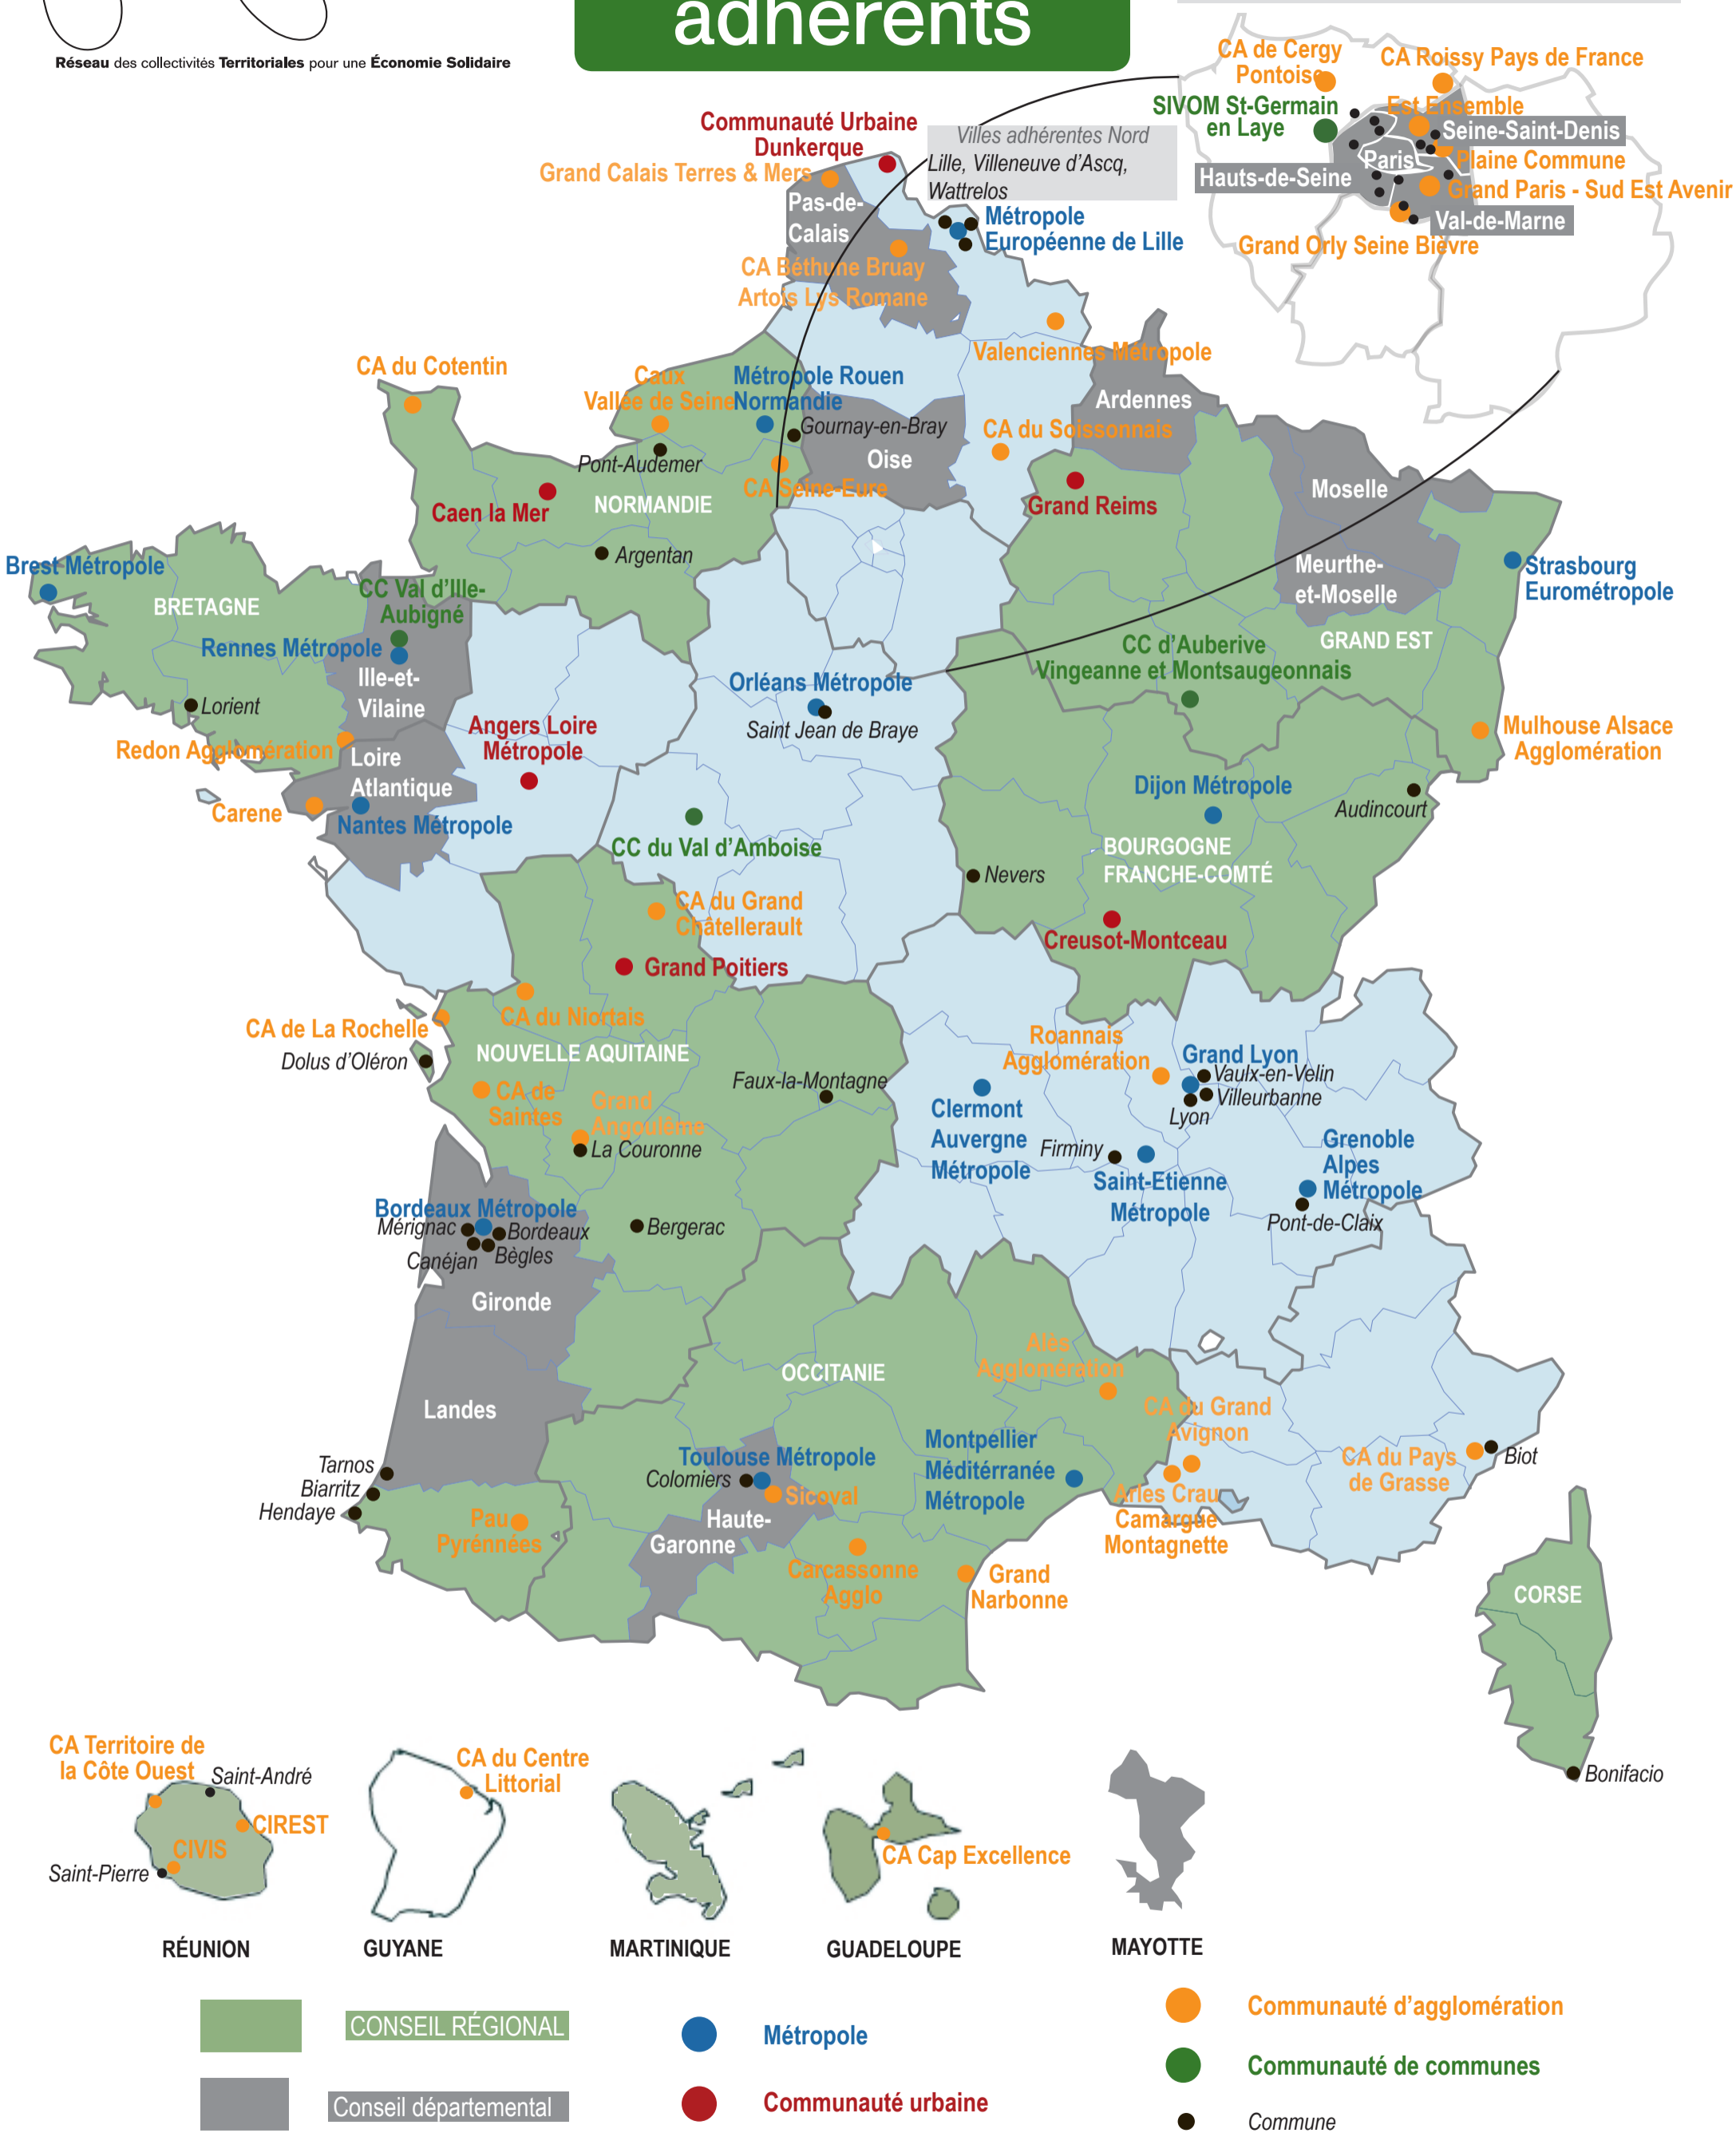 adhérents
Réseau des collectivités Territoriales pour une Économie Solidaire
CA de Cergy
Pontoise
CA Roissy Pays de France
SIVOM St-Germain
en Laye
Est Ensemble
Seine-Saint-Denis
Paris
Plaine Commune
Hauts-de-Seine
Grand Paris - Sud Est Avenir
Val-de-Marne
Grand Orly Seine Bièvre
Communauté Urbaine
Dunkerque
Villes adhérentes Nord
Lille, Villeneuve d'Ascq,
Wattrelos
Grand Calais Terres & Mers
Pas-de-
Calais
Métropole
Européenne de Lille
CA Béthune Bruay
Artois Lys Romane
Valenciennes Métropole
CA du Cotentin
Caux
Vallée de Seine
Métropole Rouen
Normandie
Gournay-en-Bray
Ardennes
CA du Soissonnais
Pont-Audemer
Oise
CA Seine-Eure
Moselle
Caen la Mer
NORMANDIE
Grand Reims
Argentan
Brest Métropole
Meurthe-
et-Moselle
Strasbourg
Eurométropole
CC Val d'Ille-
Aubigné
BRETAGNE
GRAND EST
Rennes Métropole
CC d'Auberive
Vingeanne et Montsaugeonnais
Ille-et-
Vilaine
Orléans Métropole
Lorient
Saint Jean de Braye
Angers Loire
Métropole
Mulhouse Alsace
Agglomération
Redon Agglomération
Loire
Atlantique
Dijon Métropole
Carene
Nantes Métropole
Audincourt
CC du Val d'Amboise
BOURGOGNE
FRANCHE-COMTÉ
Nevers
CA du Grand
Châtellerault
Creusot-Montceau
Grand Poitiers
CA du Niortais
CA de La Rochelle
Dolus d'Oléron
NOUVELLE AQUITAINE
Roannais
Agglomération
Grand Lyon
Vaulx-en-Velin
Villeurbanne
Lyon
Faux-la-Montagne
CA de
Saintes
Grand
Angoulême
La Couronne
Clermont
Auvergne
Métropole
Firminy
Saint-Etienne
Métropole
Grenoble
Alpes
Métropole
Pont-de-Claix
Bordeaux Métropole
Mérignac
Bordeaux
Canéjan
Bègles
Bergerac
Gironde
Alès
Agglomération
OCCITANIE
Landes
CA du Grand
Avignon
Montpellier
Méditérranée
Métropole
Toulouse Métropole
Colomiers
Sicoval
CA du Pays
de Grasse
Biot
Tarnos
Biarritz
Hendaye
Arles Crau
Camargue
Montagnette
Pau
Pyrénnées
Haute-
Garonne
Carcassonne
Agglo
Grand
Narbonne
CORSE
Bonifacio
CA Territoire de
la Côte Ouest
Saint-André
CIREST
CIVIS
Saint-Pierre
CA du Centre
Littorial
CA Cap Excellence
RÉUNION
GUYANE
MARTINIQUE
GUADELOUPE
MAYOTTE
CONSEIL RÉGIONAL
Conseil départemental
Métropole
Communauté urbaine
Communauté d'agglomération
Communauté de communes
Commune